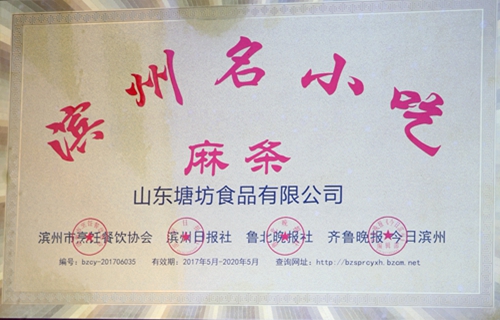 滨州名小吃
麻条
山东塘坊食品有限公司
滨州市烹饪餐饮协会 滨州日报社 鲁北晚报社 齐鲁晚报·今日滨州
编号：bzcy-201706035 有效期：2017年5月-2020年5月 查询网址：http://bzsprcyxh.bzcm.net